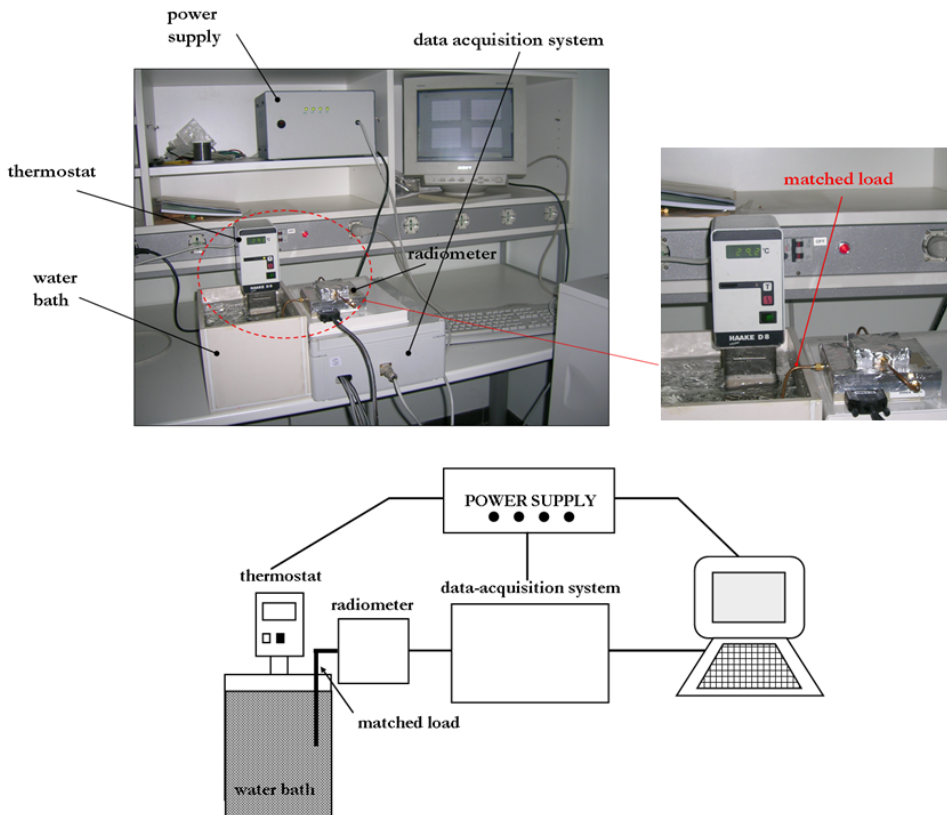 power
supply
data acquisition system
thermostat
water
bath
radiometer
matched load
OFF
°C
T
HAAKE D8
POWER SUPPLY
thermostat
data-acquisition system
radiometer
matched load
water bath